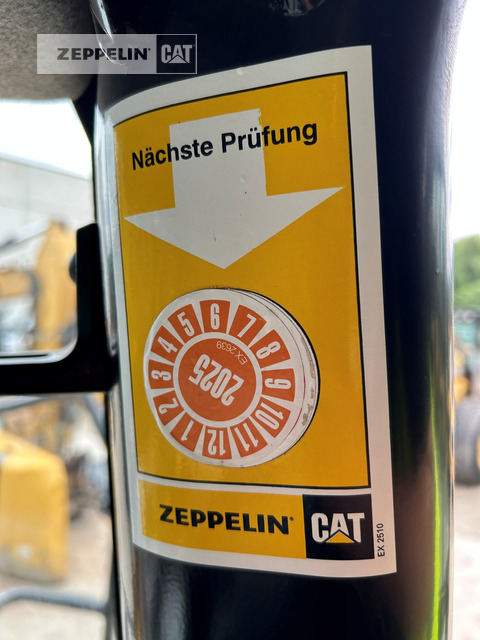 ZEPPELIN CAT
Nächste Prüfung
1 2 3 4 5 6 7 8 9 10 11 12
EX 2639
2025
ZEPPELIN® CAT
EX 2510